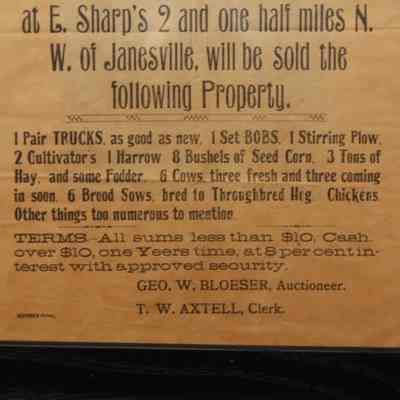 at E. Sharp's 2 and one half miles N.
W. of Janesville, will be sold the
following Property.
1 Pair TRUCKS, as good as new, 1 Set BOBS, 1 Stirring Plow,
2 Cultivator's 1 Harrow 8 Bushels of Seed Corn, 3 Tons of
Hay, and some Fodder. 6 Cows, three fresh and three coming
in soon. 6 Brood Sows, bred to Throughbred Hog. Chickens.
Other things too numerous to mention.
TERMS--All sums less than $10, Cash.
over $10, one Yeers time, at 8 per cent in-
terest with approved security.
GEO. W. BLOESER, Auctioneer.
T. W. AXTELL, Clerk.